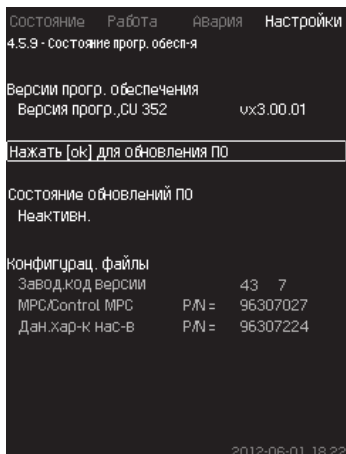 Состояние Работа Авария Настройки
4.5.9 - Состояние прогр. обесп-я
Версии прогр. обеспечения
Версия прогр.,CU 352 vx3.00.01
Нажать [ok] для обновления ПО
Состояние обновлений ПО
Неактивн.
Конфигурац. файлы
Завод.код версии 43 7
MPC/Control MPC P/N = 96307027
Дан.хар-к нас-в P/N = 96307224
2012-06-01 18:22